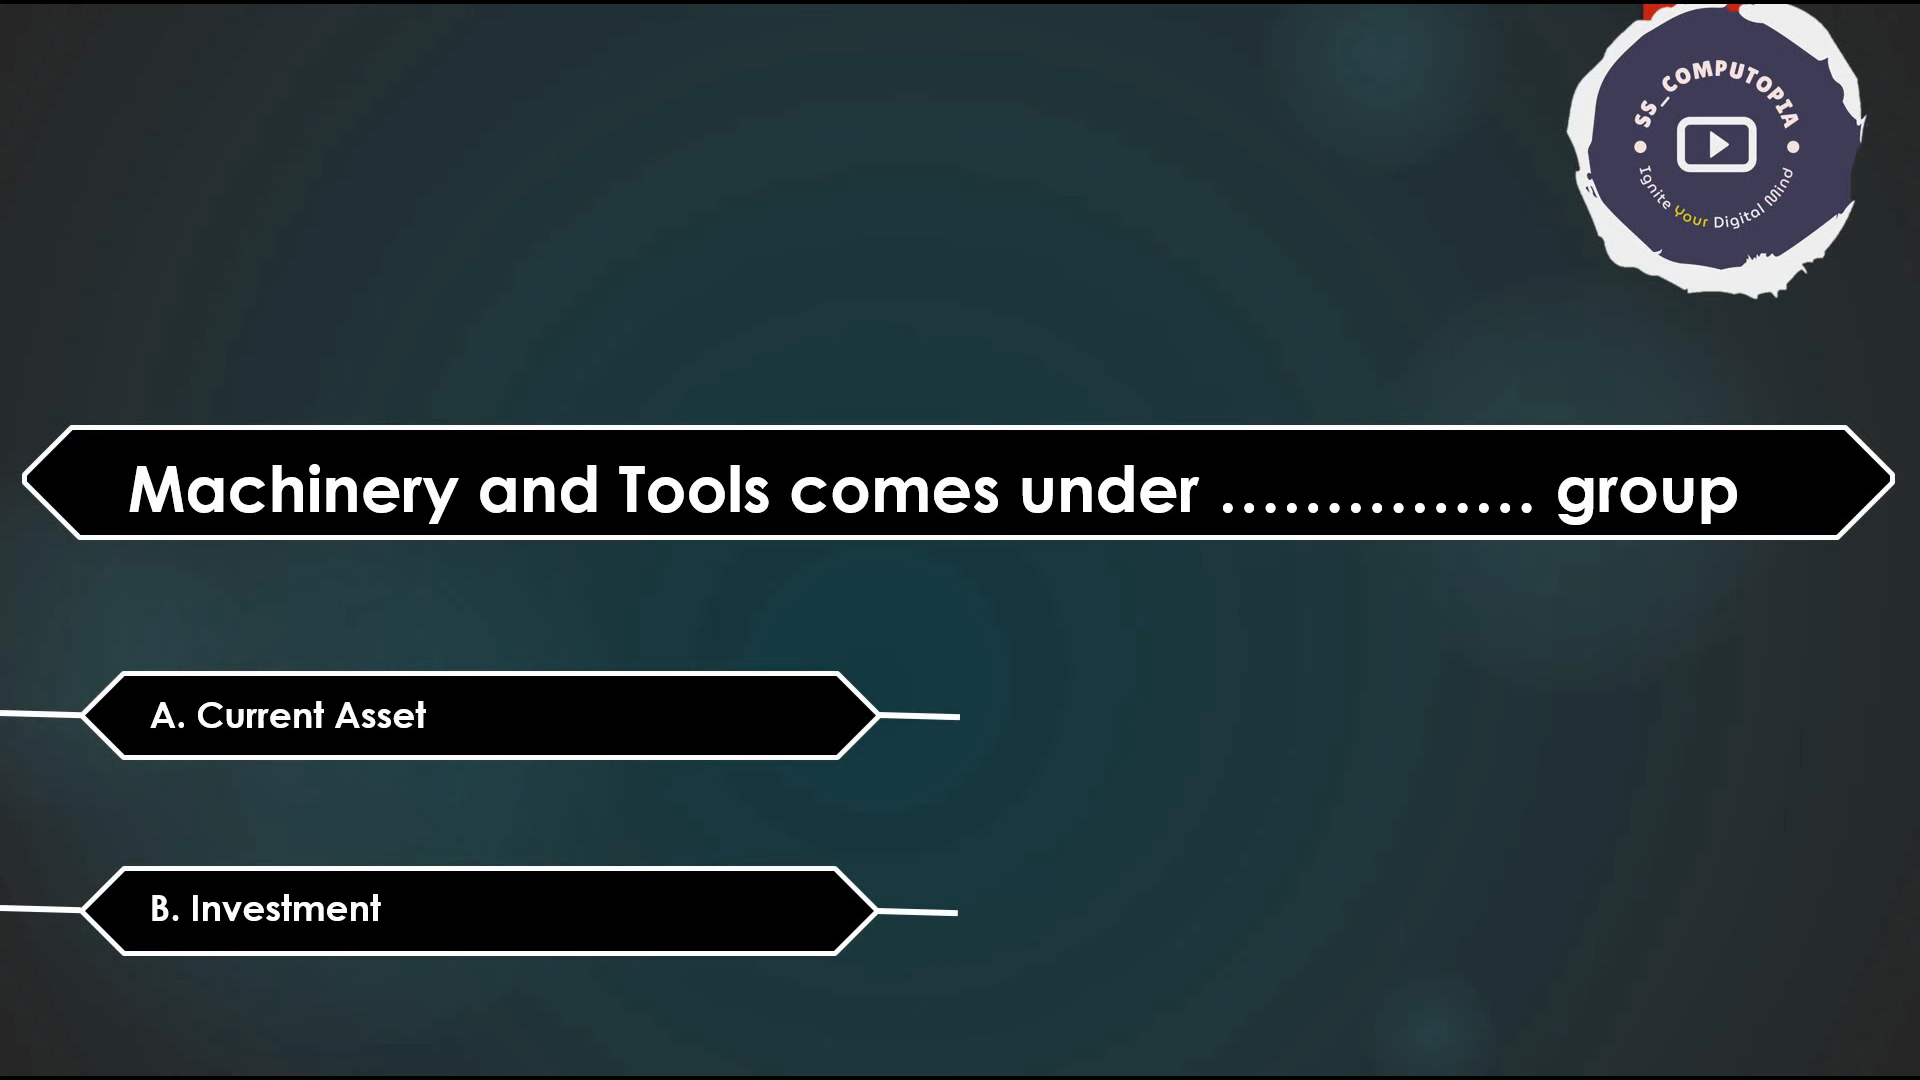 SS_COMPUTOPIA
Ignite Your Digital Mind
Machinery and Tools comes under ............... group
A. Current Asset
B. Investment